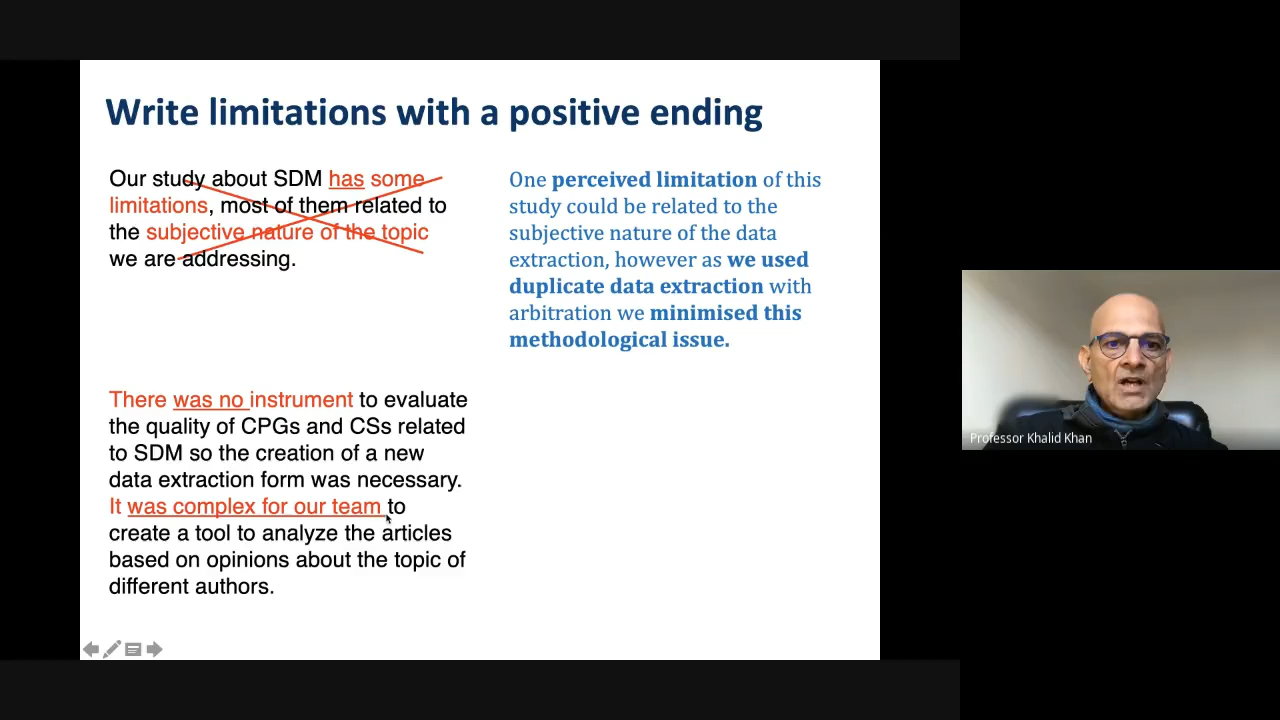 Write limitations with a positive ending
Our study about SDM has some
limitations, most of them related to
the subjective nature of the topic
we are addressing.
One perceived limitation of this
study could be related to the
subjective nature of the data
extraction, however as we used
duplicate data extraction with
arbitration we minimised this
methodological issue.
There was no instrument to evaluate
the quality of CPGs and CSs related
to SDM so the creation of a new
data extraction form was necessary.
It was complex for our team to
create a tool to analyze the articles
based on opinions about the topic of
different authors.
Professor Khalid Khan